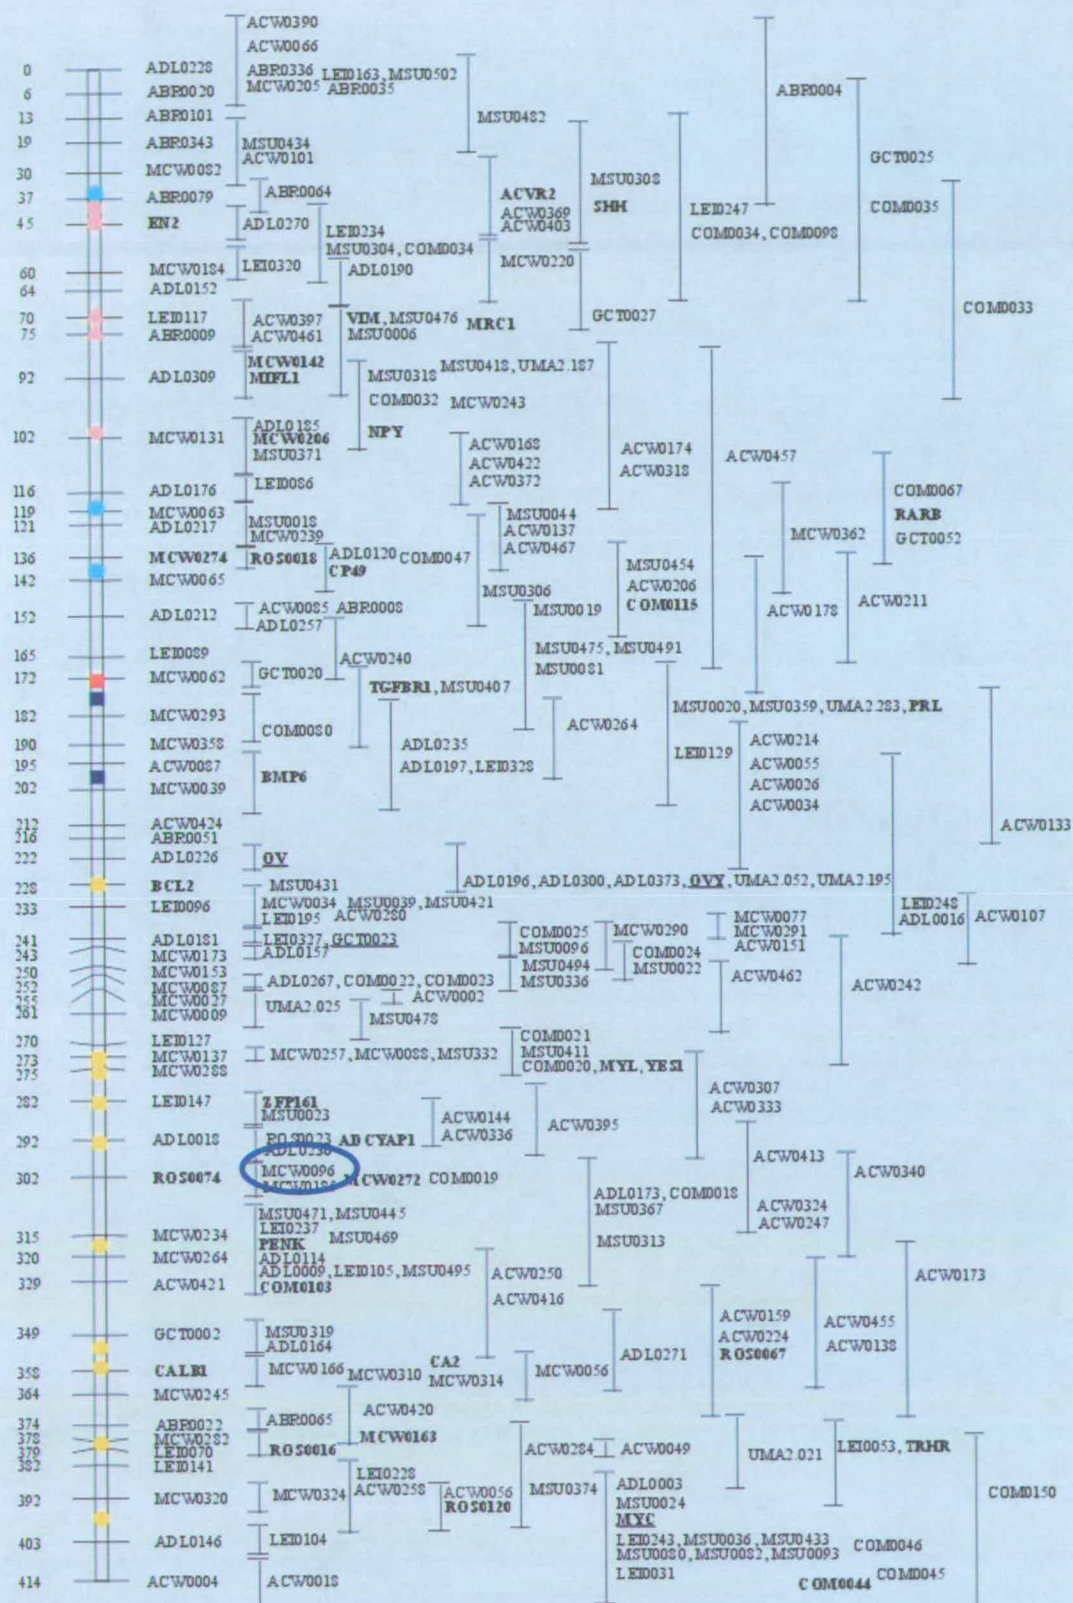 ACW0390
ACW0066
0 ADL0228 ABR0336 LEI0163, MSU0502 ABR0004
6 ABR0020 MCW0205 ABR0035
13 ABR0101 MSU0482
19 ABR0343 MSU0434 GCT0025
ACW0101
30 MCW0082 MSU0308
37 ABR0079 ABR0064 ACVR2 SHH LEI0247 COM0035
ACW0369
45 EN2 ADL0270 LEI0234 ACW0403 COM0034, COM0098
MSU0304, COM0034
60 MCW0184 LEI0320 ADL0190 MCW0220
64 ADL0152 COM0033
70 LEI0117 ACW0397 VIM, MSU0476 MRC1 GCT0027
75 ABR0009 ACW0461 MSU0006
MCW0142 MSU0418, UMA2.187
92 ADL0309 MIFL1 MSU0318
COM0032 MCW0243
ADL0185 NPY
102 MCW0131 MCW0206 ACW0168 ACW0174 ACW0457
MSU0371 ACW0422 ACW0318
LEI0086 ACW0372
116 ADL0176 COM0067
119 MCW0063 MSU0044 RARB
121 ADL0217 MSU0018 ACW0137 MCW0362 GCT0052
MCW0239 ACW0467
136 MCW0274 ROS0018 ADL0120 COM0047 MSU0454
CP49 ACW0206
142 MCW0065 MSU0306 COM0115 ACW0211
152 ADL0212 ACW0085 ABR0008 MSU0019 ACW0178
ADL0257
165 LEI0089 ACW0240 MSU0475, MSU0491
172 MCW0062 GCT0020 MSU0081
TGFBR1, MSU0407
182 MCW0293 COM0080 ACW0264 MSU0020, MSU0359, UMA2.283, PRL
190 MCW0358 ADL0235 LEI0129 ACW0214
195 ACW0087 ADL0197, LEI0328 ACW0055
202 MCW0039 BMP6 ACW0026
ACW0034
212 ACW0424 ACW0133
216 ABR0051
222 ADL0226 OV
228 BCL2 MSU0431 ADL0196, ADL0300, ADL0373, OVY, UMA2.052, UMA2.195
233 LEI0096 MCW0034 MSU0039, MSU0421 LEI0248
LEI0195 ACW0280 MCW0077 ADL0016 ACW0107
241 ADL0181 LEI0327, GCT0023 COM0025 MCW0290 MCW0291
243 MCW0173 ADL0157 MSU0096 COM0024 ACW0151
250 MCW0153 MSU0494 MSU0022
252 MCW0087 ADL0267, COM0022, COM0023 MSU0336 ACW0462 ACW0242
255 MCW0027 ACW0002
261 MCW0009 UMA2.025 MSU0478
270 LEI0127 COM0021
273 MCW0137 MCW0257, MCW0088, MSU332 MSU0411
275 MCW0288 COM0020, MYL, YES1
282 LEI0147 ZFP161 ACW0307
MSU0023 ACW0144 ACW0395 ACW0333
292 ADL0018 ROS0023 ADCYAP1 ACW0336
ADL0236 ACW0413
302 ROS0074 MCW0096 MCW0272 COM0019 ACW0340
ADL0173, COM0018
MSU0471, MSU0445 MSU0367 ACW0324
LEI0237 ACW0247
315 MCW0234 PENK MSU0469 MSU0313
320 MCW0264 ADL0114
ADL0009, LEI0105, MSU0495 ACW0250 ACW0173
329 ACW0421 COM0103 ACW0416
ACW0159 ACW0455
349 GCT0002 MSU0319 ACW0224 ACW0138
ADL0164 ADL0271 ROS0067
358 CALB1 MCW0166 MCW0310 CA2 MCW0056
MCW0314
364 MCW0245
ACW0420
374 ABR0022 ABR0065
378 MCW0282 MCW0163
379 LEI0070 ROS0016 ACW0284 ACW0049 UMA2.021 LEI0053, TRHR
382 LEI0141 LEI0228
ACW0258 ACW0056 MSU0374 ADL0003
392 MCW0320 MCW0324 ROS0120 MSU0024 COM0150
MYC
403 ADL0146 LEI0104 LEI0243, MSU0036, MSU0433 COM0046
MSU0080, MSU0082, MSU0093
LEI0031 COM0045
414 ACW0004 ACW0018 COM0044